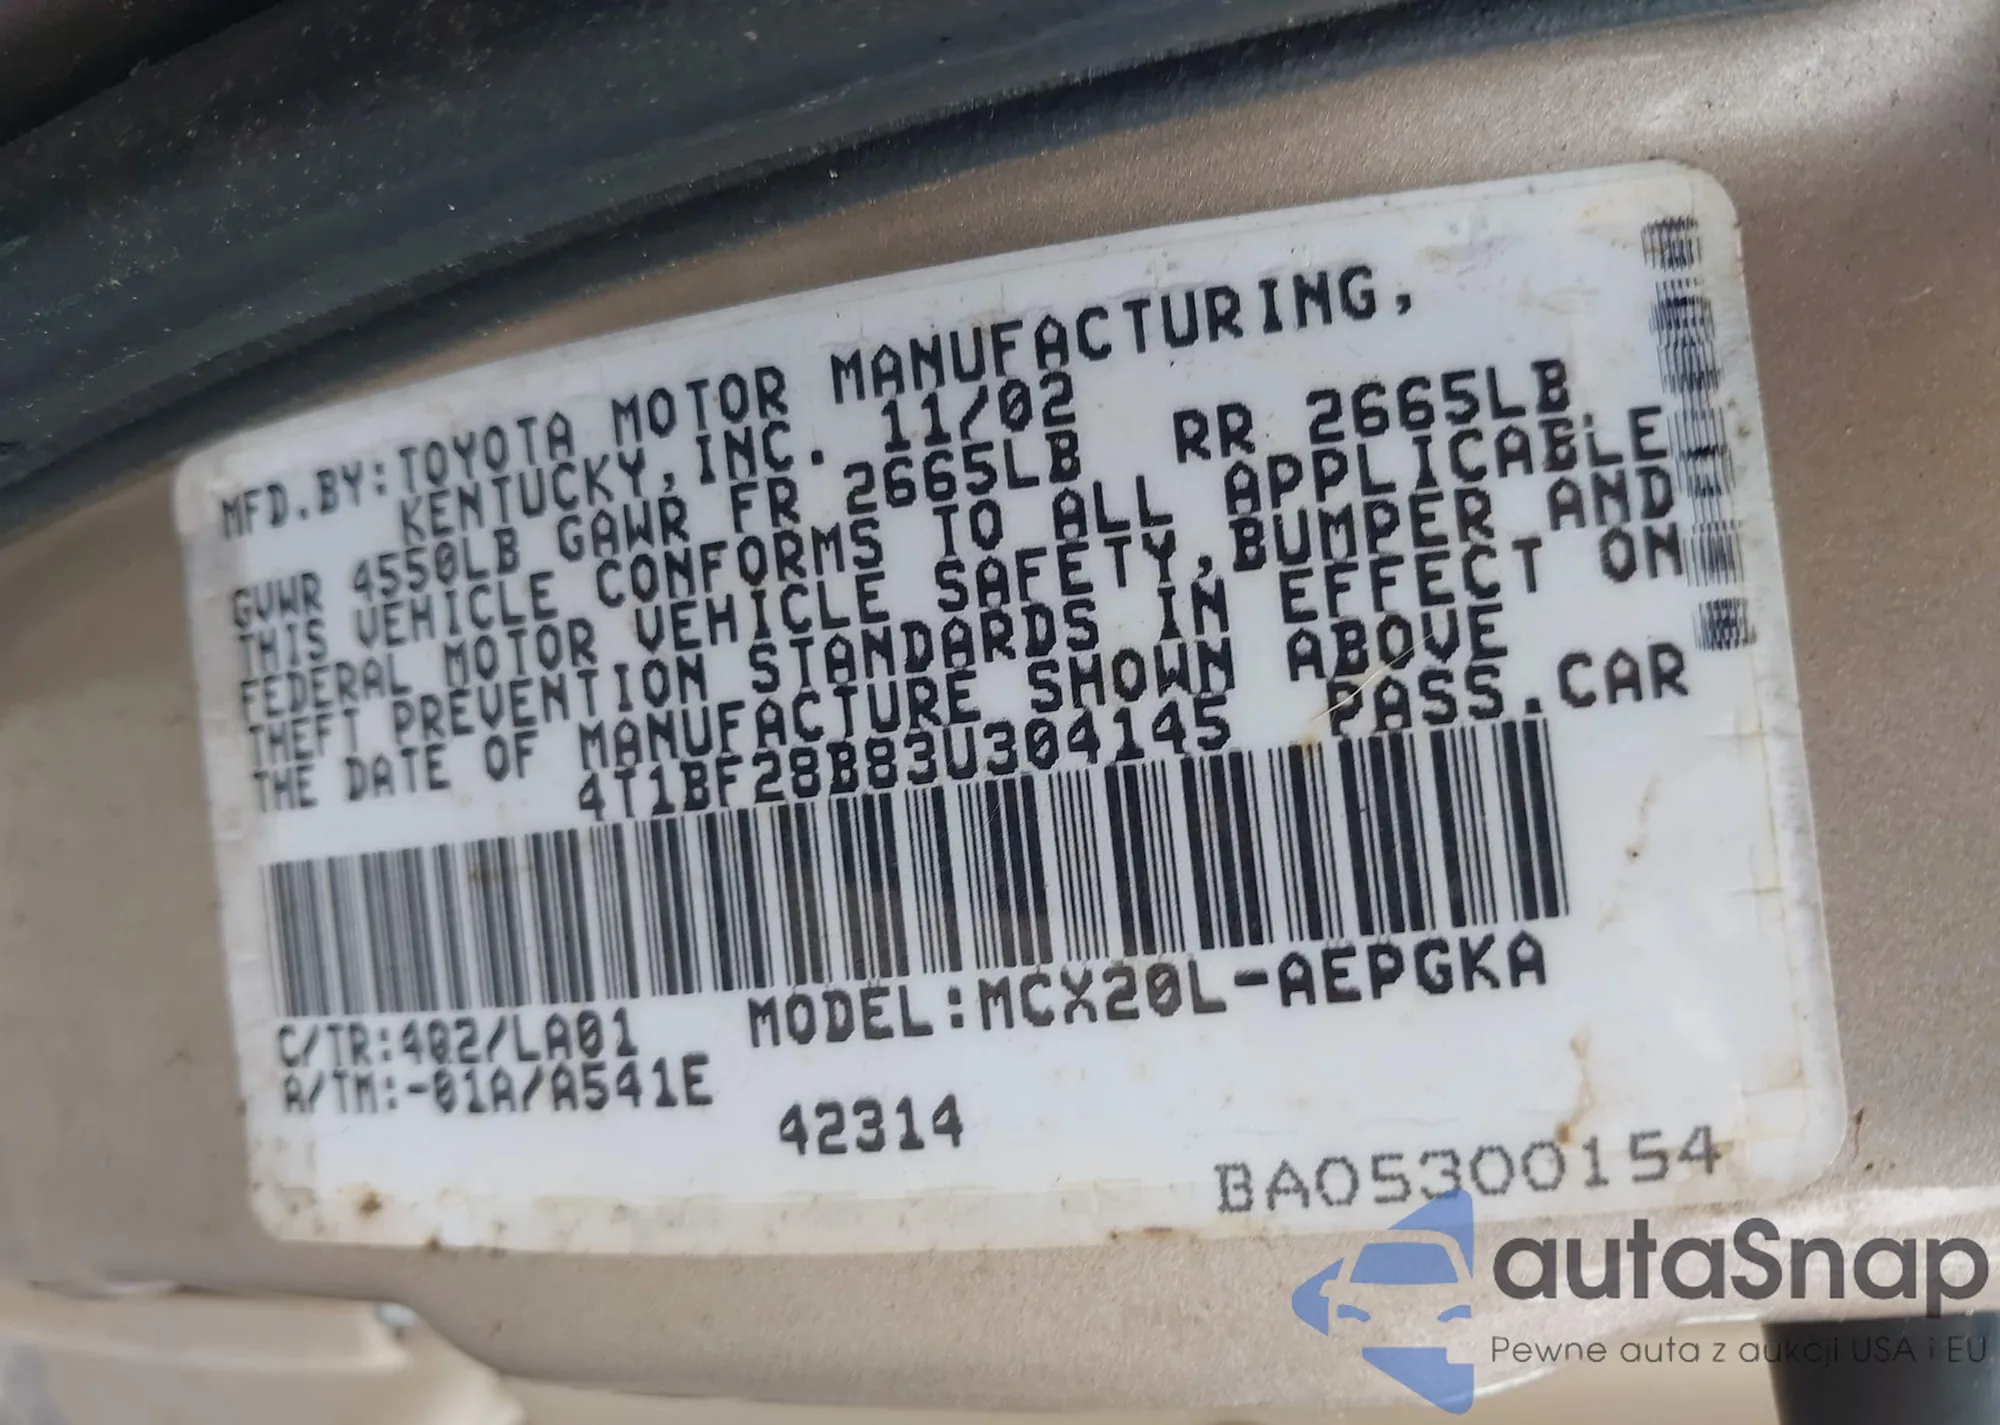 MFD.BY:TOYOTA MOTOR MANUFACTURING,
KENTUCKY,INC. 11/02
GVWR 4550LB GAWR FR 2665LB RR 2665LB
THIS VEHICLE CONFORMS TO ALL APPLICABLE
FEDERAL MOTOR VEHICLE SAFETY,BUMPER AND
THEFT PREVENTION STANDARDS IN EFFECT ON
THE DATE OF MANUFACTURE SHOWN ABOVE
4T1BF28B83U304145 PASS.CAR
C/TR:402/LA01 MODEL:MCX20L-AEPGKA
A/TM:-01A/A541E
42314
BA05300154
autaSnap
Pewne auta z aukcji USA i EU